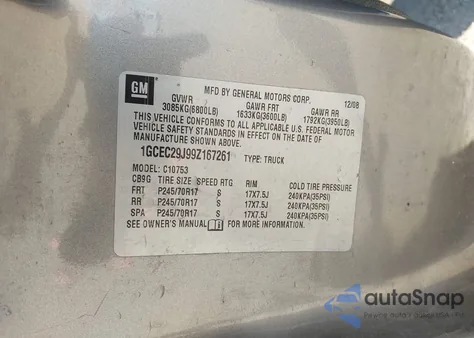 GM
MFD BY GENERAL MOTORS CORP. 12/08
GVWR GAWR FRT GAWR RR
3085KG(6800LB) 1633KG(3600LB) 1792KG(3950LB)
THIS VEHICLE CONFORMS TO ALL APPLICABLE U.S. FEDERAL MOTOR
VEHICLE SAFETY STANDARDS IN EFFECT ON THE DATE OF
MANUFACTURE SHOWN ABOVE.
1GCEC29J99Z167261 TYPE: TRUCK
MODEL: C10753
CB9G TIRE SIZE SPEED RTG RIM COLD TIRE PRESSURE
FRT P245/70R17 S 17X7.5J 240KPA(35PSI)
RR P245/70R17 S 17X7.5J 240KPA(35PSI)
SPA P245/70R17 S 17X7.5J 240KPA(35PSI)
SEE OWNER'S MANUAL FOR MORE INFORMATION.
autoSnap